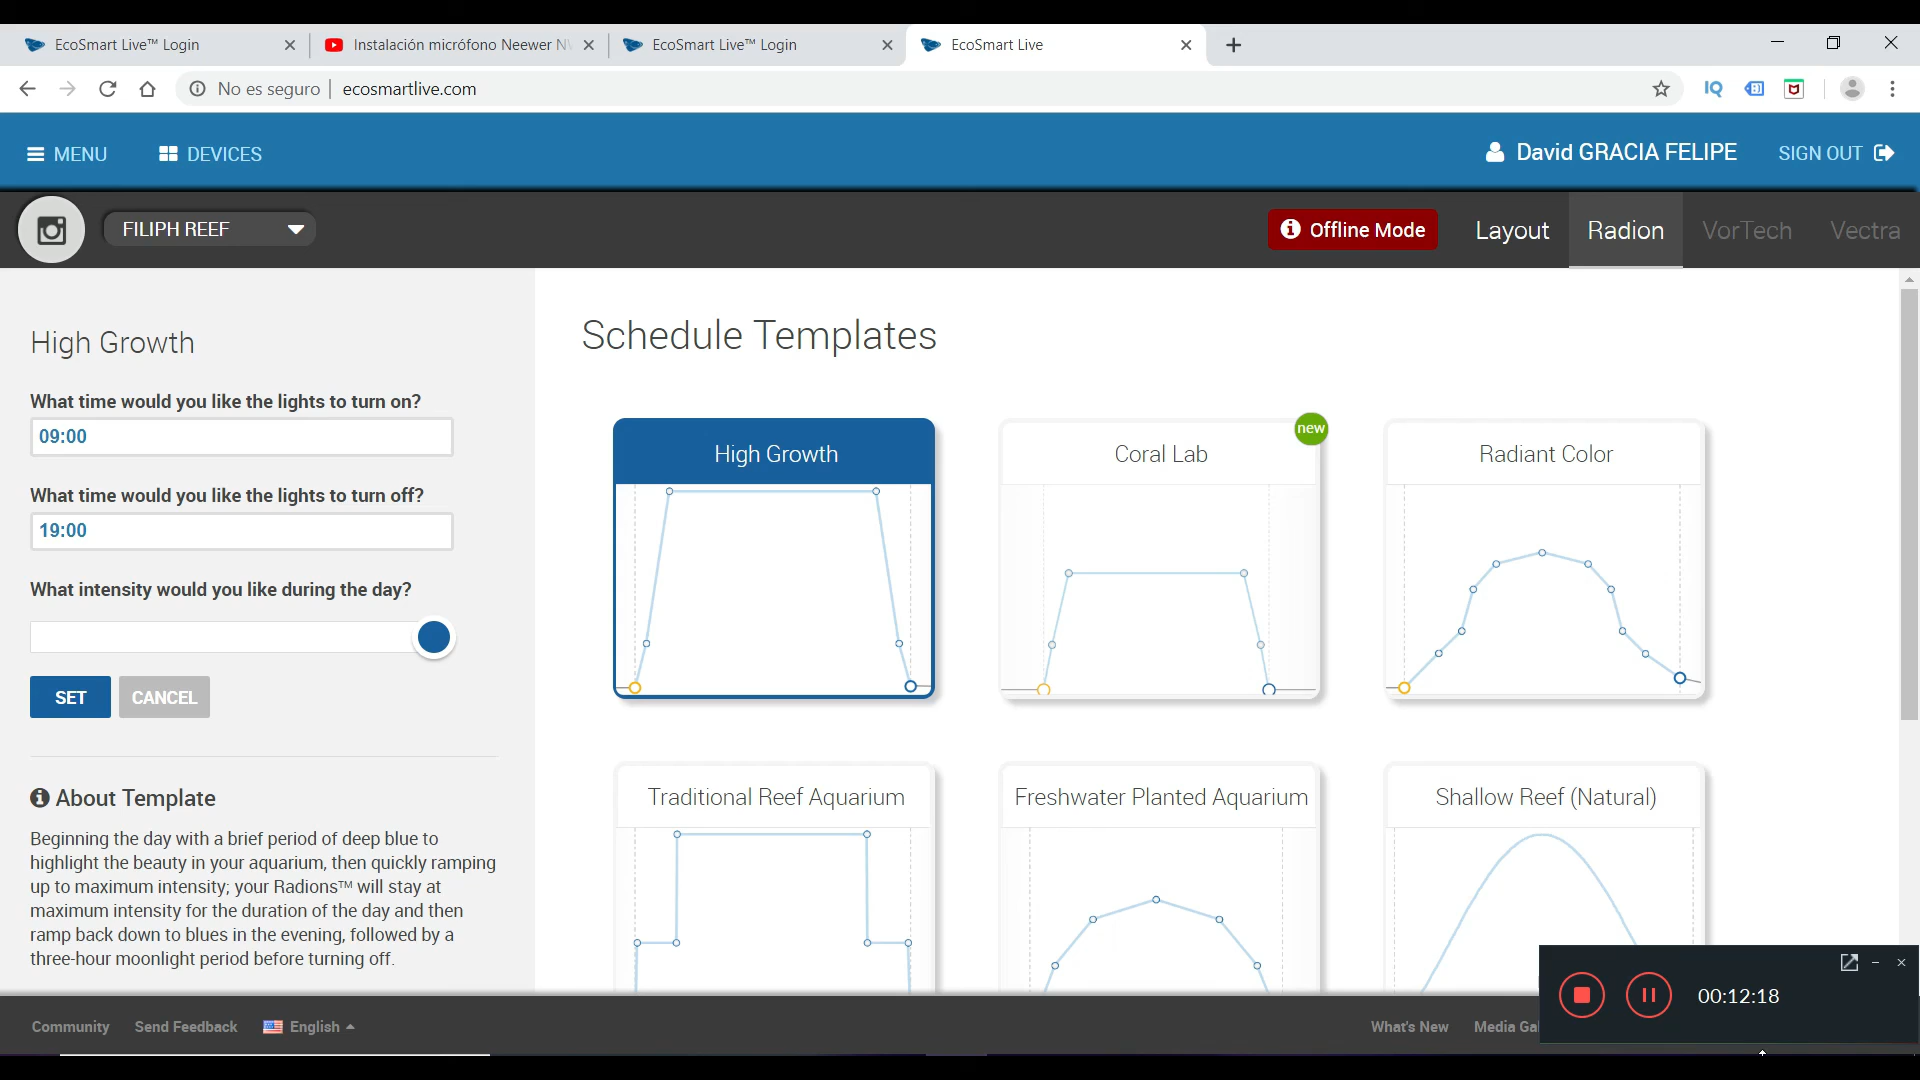 EcoSmart Live™ Login
Instalación micrófono Neewer N
EcoSmart Live™ Login
EcoSmart Live
No es seguro | ecosmartlive.com
IQ
MENU
DEVICES
David GRACIA FELIPE
SIGN OUT
FILIPH REEF
Offline Mode
Layout
Radion
VorTech
Vectra
High Growth
What time would you like the lights to turn on?
09:00
What time would you like the lights to turn off?
19:00
What intensity would you like during the day?
SET
CANCEL
About Template
Beginning the day with a brief period of deep blue to
highlight the beauty in your aquarium, then quickly ramping
up to maximum intensity; your Radions™ will stay at
maximum intensity for the duration of the day and then
ramp back down to blues in the evening, followed by a
three-hour moonlight period before turning off.
Schedule Templates
High Growth
Coral Lab
new
Radiant Color
Traditional Reef Aquarium
Freshwater Planted Aquarium
Shallow Reef (Natural)
00:12:18
Community
Send Feedback
English
What's New
Media Gal